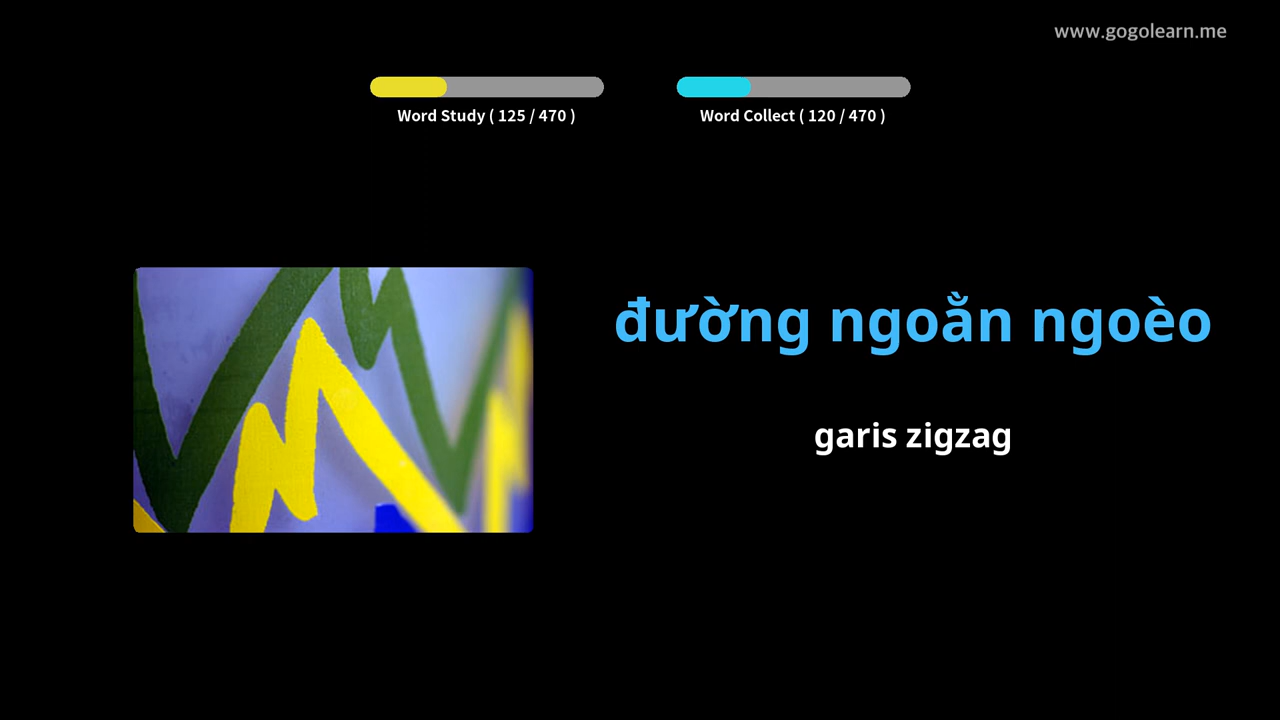 www.gogolearn.me
Word Study ( 125 / 470 )
Word Collect ( 120 / 470 )
đường ngoằn ngoèo
garis zigzag